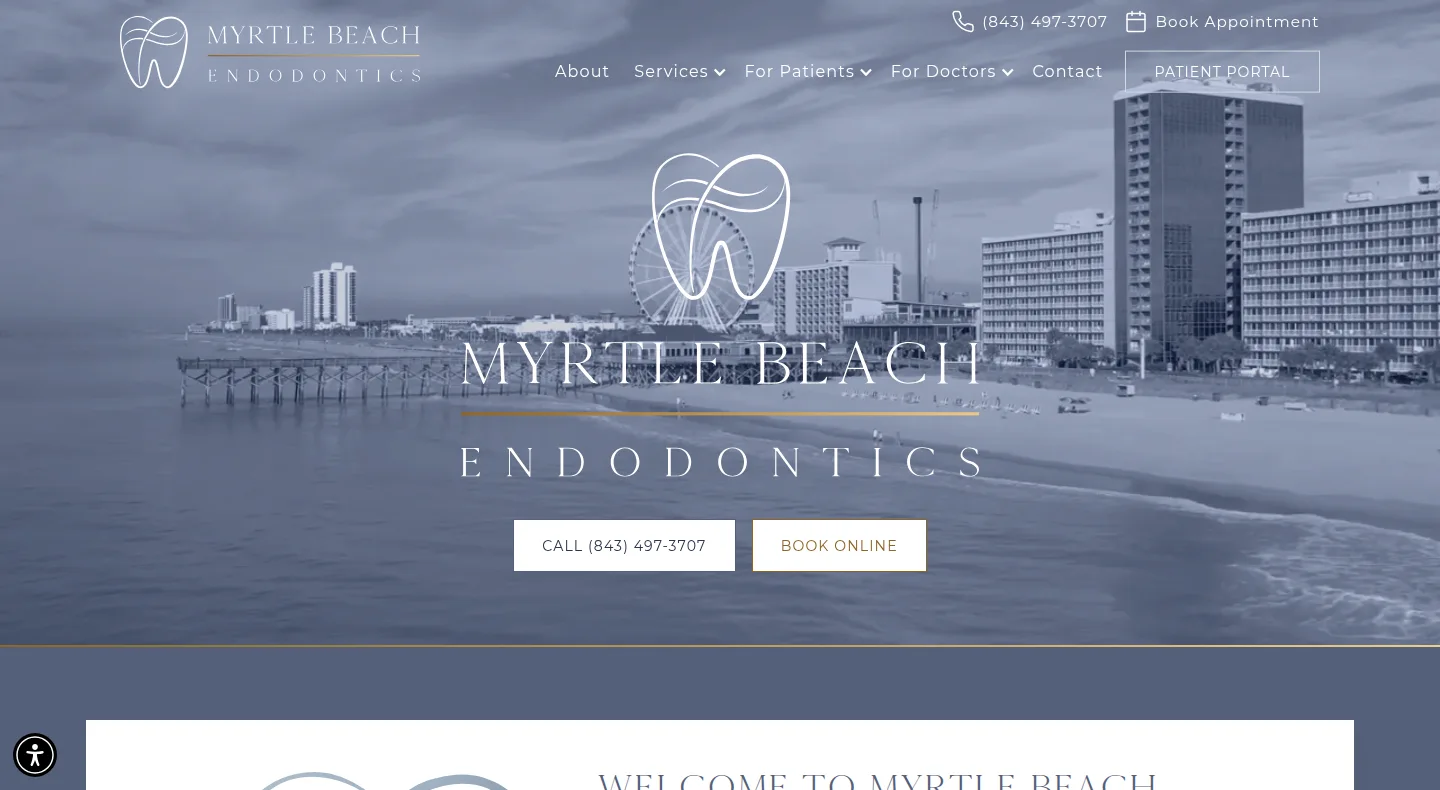 MYRTLE BEACH
ENDODONTICS
(843) 497-3707
Book Appointment
About
Services
For Patients
For Doctors
Contact
PATIENT PORTAL
MYRTLE BEACH
ENDODONTICS
CALL (843) 497-3707
BOOK ONLINE
WELCOME TO MYRTLE BEACH